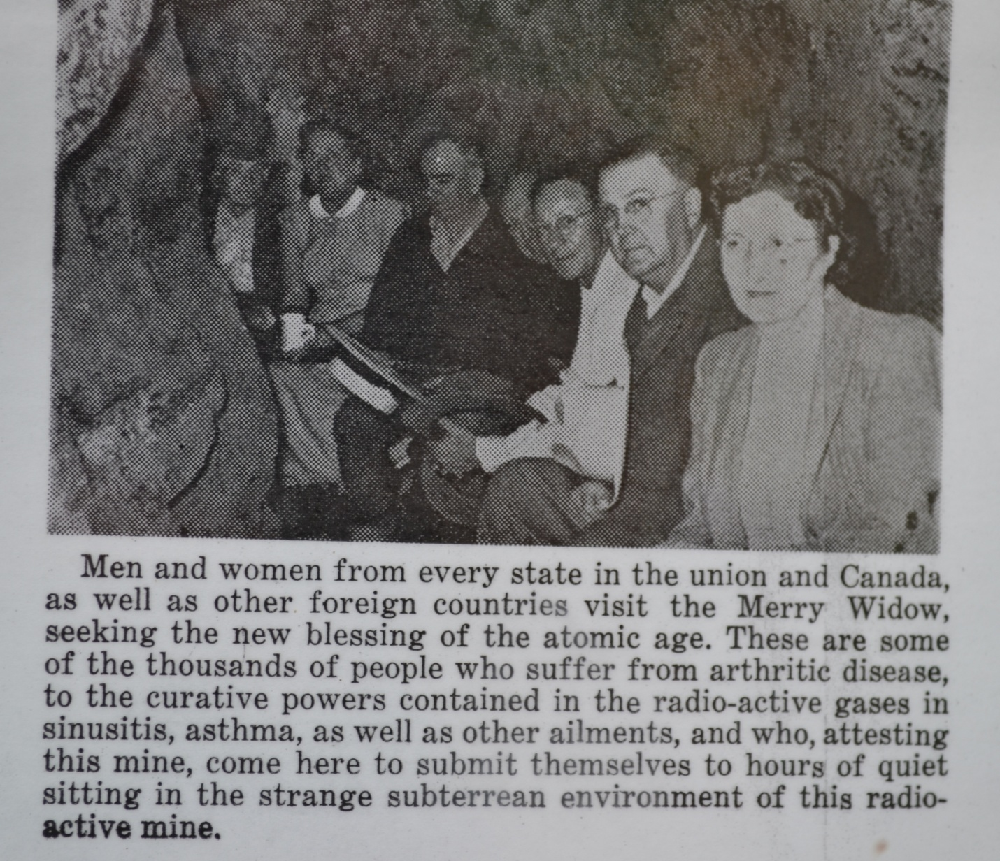 Men and women from every state in the union and Canada,
as well as other foreign countries visit the Merry Widow,
seeking the new blessing of the atomic age. These are some
of the thousands of people who suffer from arthritic disease,
to the curative powers contained in the radio-active gases in
sinusitis, asthma, as well as other ailments, and who, attesting
this mine, come here to submit themselves to hours of quiet
sitting in the strange subterrean environment of this radio-
active mine.